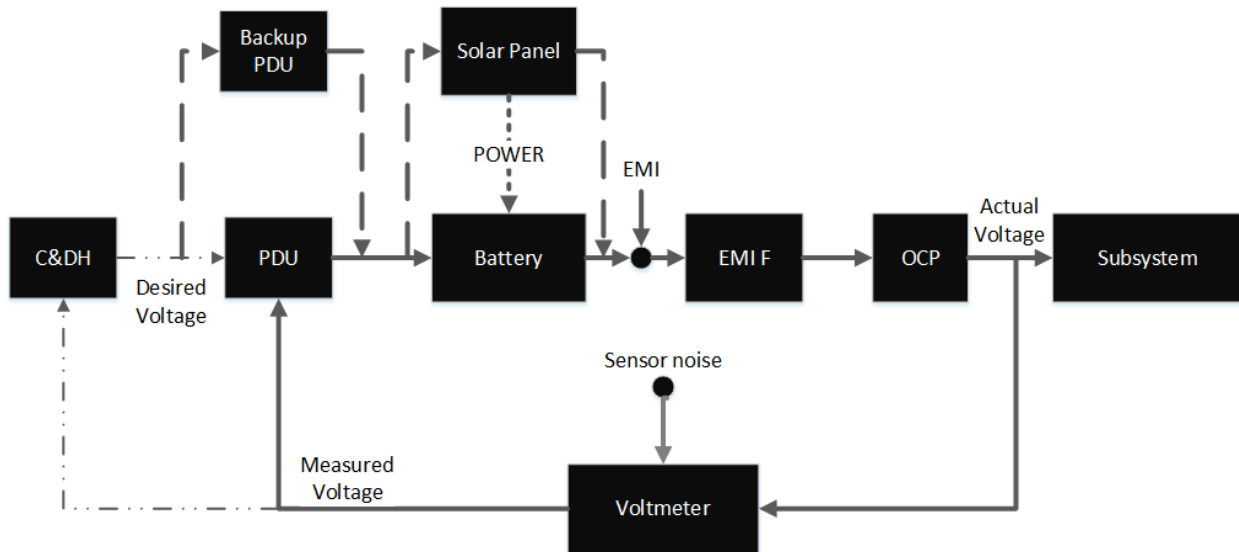 Backup
PDU
Solar Panel
POWER
EMI
C&DH
Desired
Voltage
PDU
Battery
EMI F
OCP
Actual
Voltage
Subsystem
Sensor noise
Measured
Voltage
Voltmeter